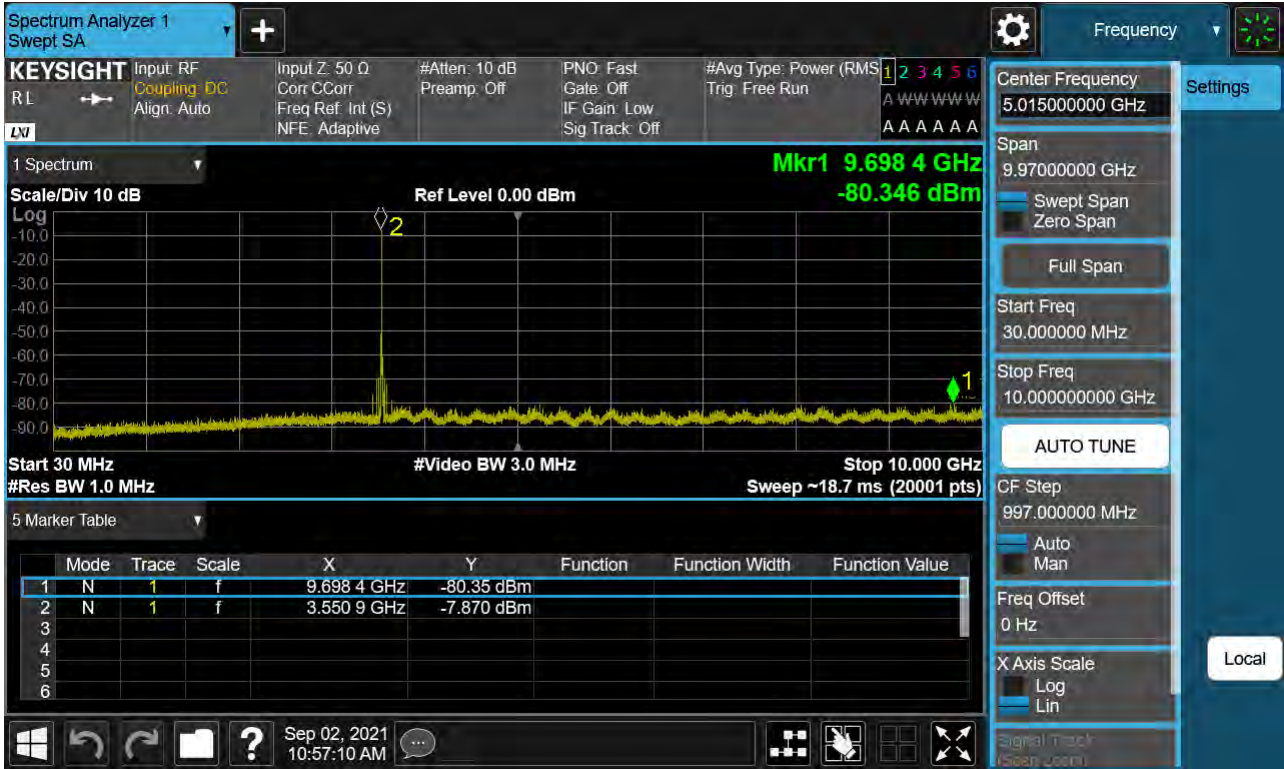 Spectrum Analyzer 1
Swept SA
+
Frequency
KEYSIGHT
RL
LXI
Input: RF
Coupling: DC
Align: Auto
Input Z: 50 Ω
Corr CCorr
Freq Ref: Int (S)
NFE: Adaptive
#Atten: 10 dB
Preamp: Off
PNO: Fast
Gate: Off
IF Gain: Low
Sig Track: Off
#Avg Type: Power (RMS
Trig: Free Run
1 2 3 4 5 6
A W W W W W
A A A A A A
Center Frequency
5.015000000 GHz
Settings
1 Spectrum
Mkr1 9.698 4 GHz
Scale/Div 10 dB
Ref Level 0.00 dBm
-80.346 dBm
Log
-10.0
-20.0
-30.0
-40.0
-50.0
-60.0
-70.0
-80.0
-90.0
2
1
Start 30 MHz
#Video BW 3.0 MHz
Stop 10.000 GHz
#Res BW 1.0 MHz
Sweep ~18.7 ms (20001 pts)
Span
9.97000000 GHz
Swept Span
Zero Span
Full Span
Start Freq
30.000000 MHz
Stop Freq
10.000000000 GHz
AUTO TUNE
CF Step
997.000000 MHz
Auto
Man
Freq Offset
0 Hz
X Axis Scale
Log
Lin
Signal Track
(Span Zoom)
Local
5 Marker Table
Mode Trace Scale X Y Function Function Width Function Value
1 N 1 f 9.698 4 GHz -80.35 dBm
2 N 1 f 3.550 9 GHz -7.870 dBm
3
4
5
6
?
Sep 02, 2021
10:57:10 AM